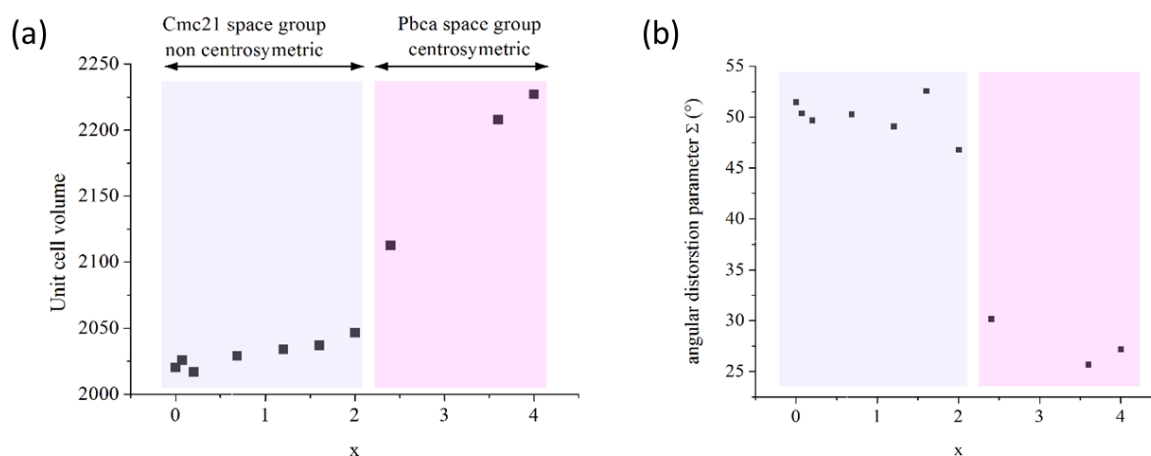 (a)
Cmc21 space group
non centrosymetric
Pbca space group
centrosymetric
Unit cell volume
2250
2200
2150
2100
2050
2000
0
1
2
3
4
x
(b)
angular distorstion parameter Σ (°)
55
50
45
40
35
30
25
0
1
2
3
4
x